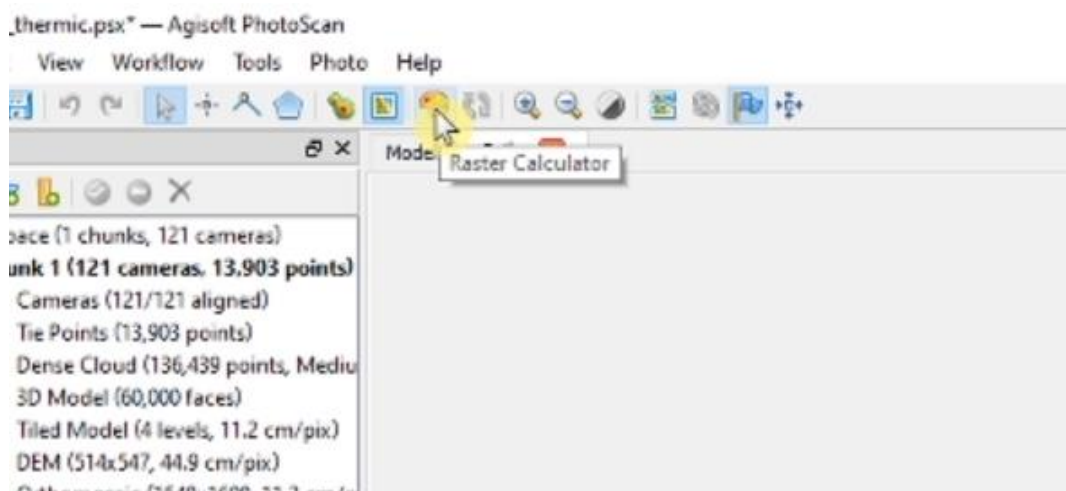 _thermic.psx* — Agisoft PhotoScan
View Workflow Tools Photo Help
Mode
Raster Calculator
pace (1 chunks, 121 cameras)
unk 1 (121 cameras, 13,903 points)
Cameras (121/121 aligned)
Tie Points (13,903 points)
Dense Cloud (136,439 points, Mediu
3D Model (60,000 faces)
Tiled Model (4 levels, 11.2 cm/pix)
DEM (514x547, 44.9 cm/pix)